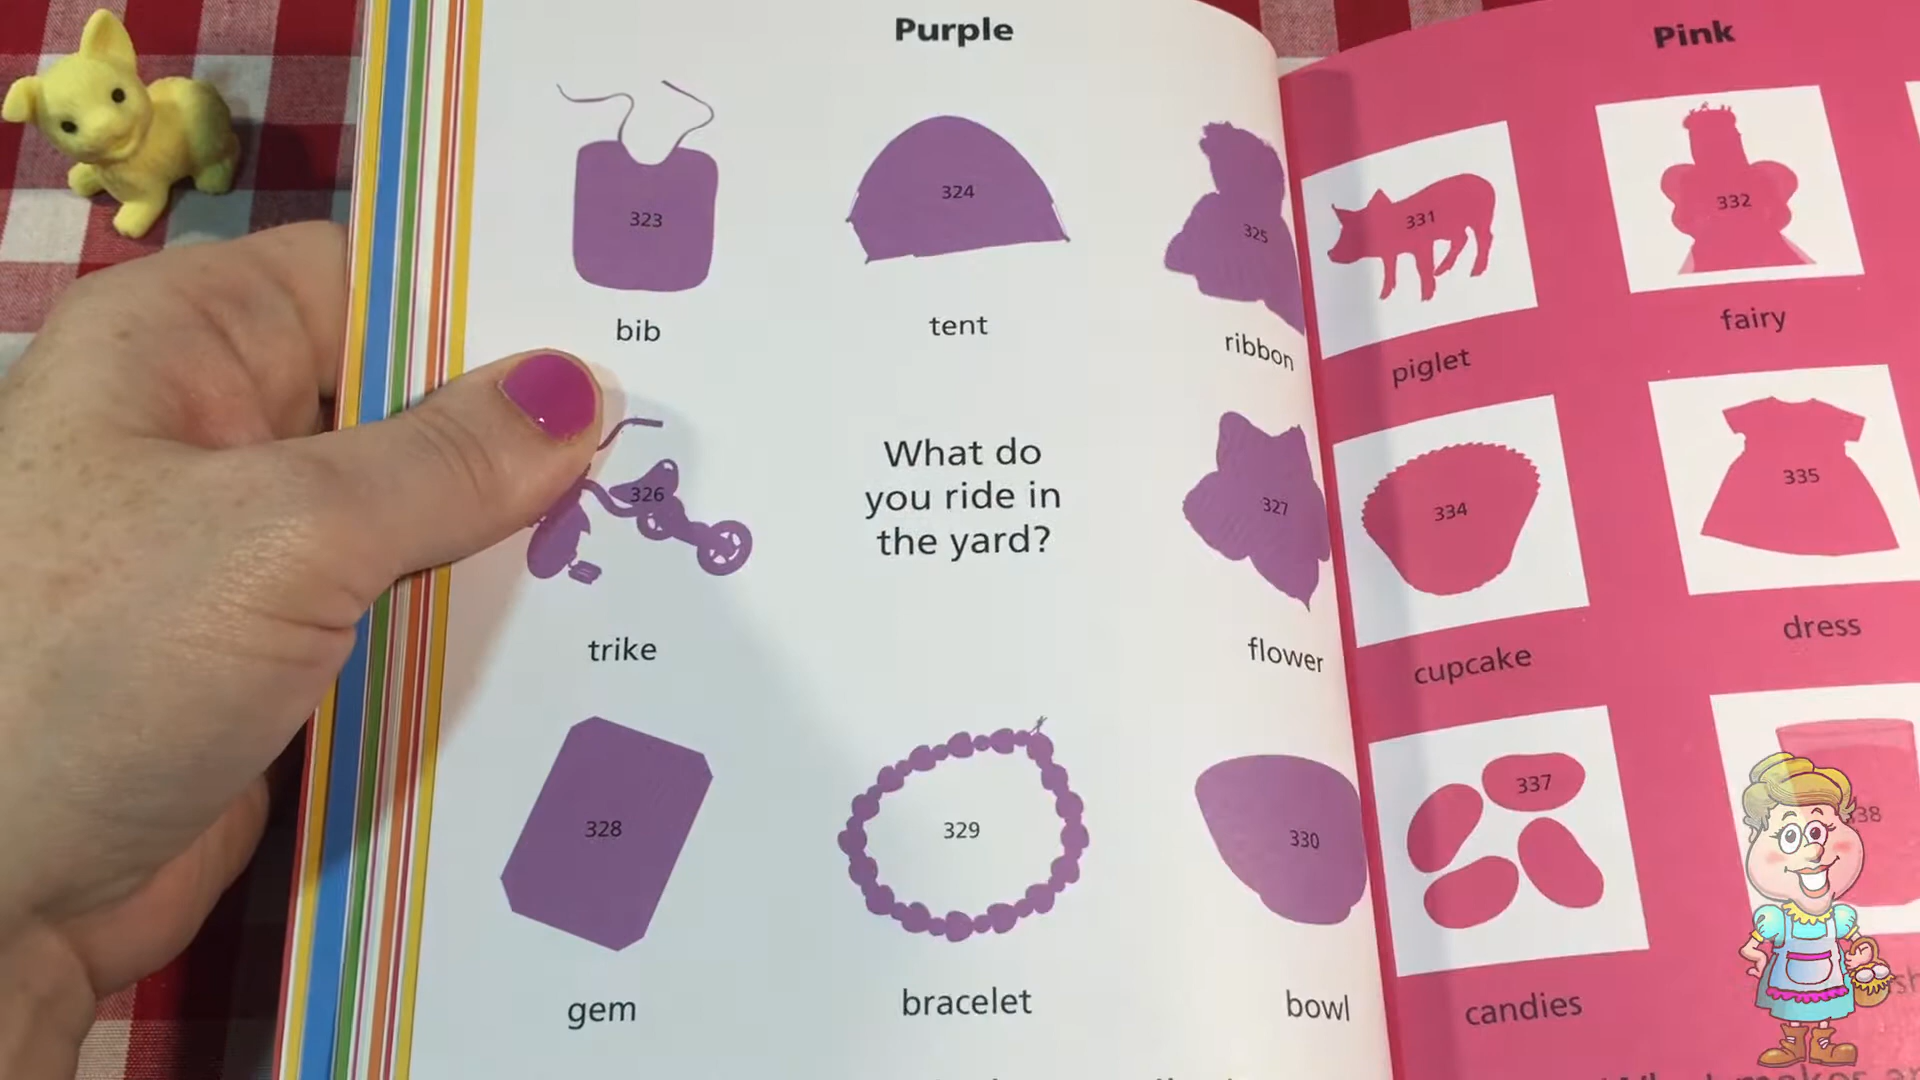 Purple
323
324
325
bib
tent
ribbon
326
What do
you ride in
the yard?
327
trike
flower
328
329
330
gem
bracelet
bowl
Pink
331
332
piglet
fairy
334
335
cupcake
dress
337
candies